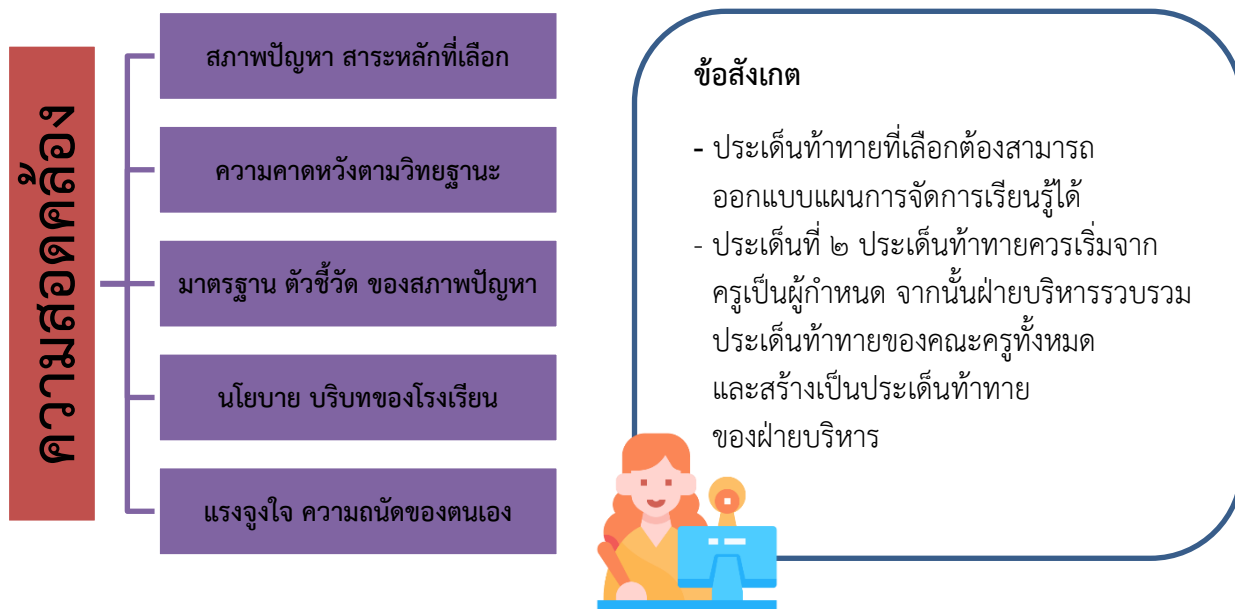 ความสอดคล้อง
สภาพปัญหา สาระหลักที่เลือก
ความคาดหวังตามวิทยฐานะ
มาตรฐาน ตัวชี้วัด ของสภาพปัญหา
นโยบาย บริบทของโรงเรียน
แรงจูงใจ ความถนัดของตนเอง
ข้อสังเกต
- ประเด็นท้าทายที่เลือกต้องสามารถ
ออกแบบแผนการจัดการเรียนรู้ได้
- ประเด็นที่ ๒ ประเด็นท้าทายควรเริ่มจาก
ครูเป็นผู้กำหนด จากนั้นฝ่ายบริหารรวบรวม
ประเด็นท้าทายของคณะครูทั้งหมด
และสร้างเป็นประเด็นท้าทาย
ของฝ่ายบริหาร